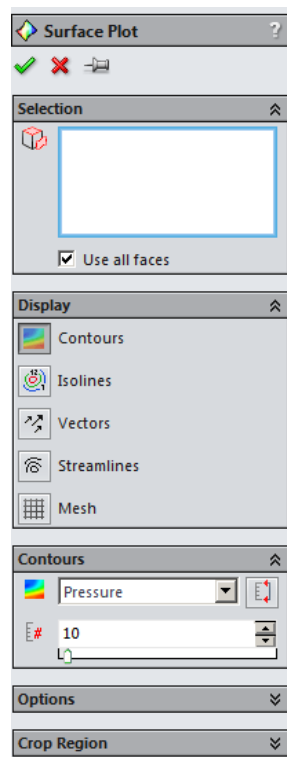 Surface Plot ?
Selection
Use all faces
Display
Contours
Isolines
Vectors
Streamlines
Mesh
Contours
Pressure
# 10
Options
Crop Region